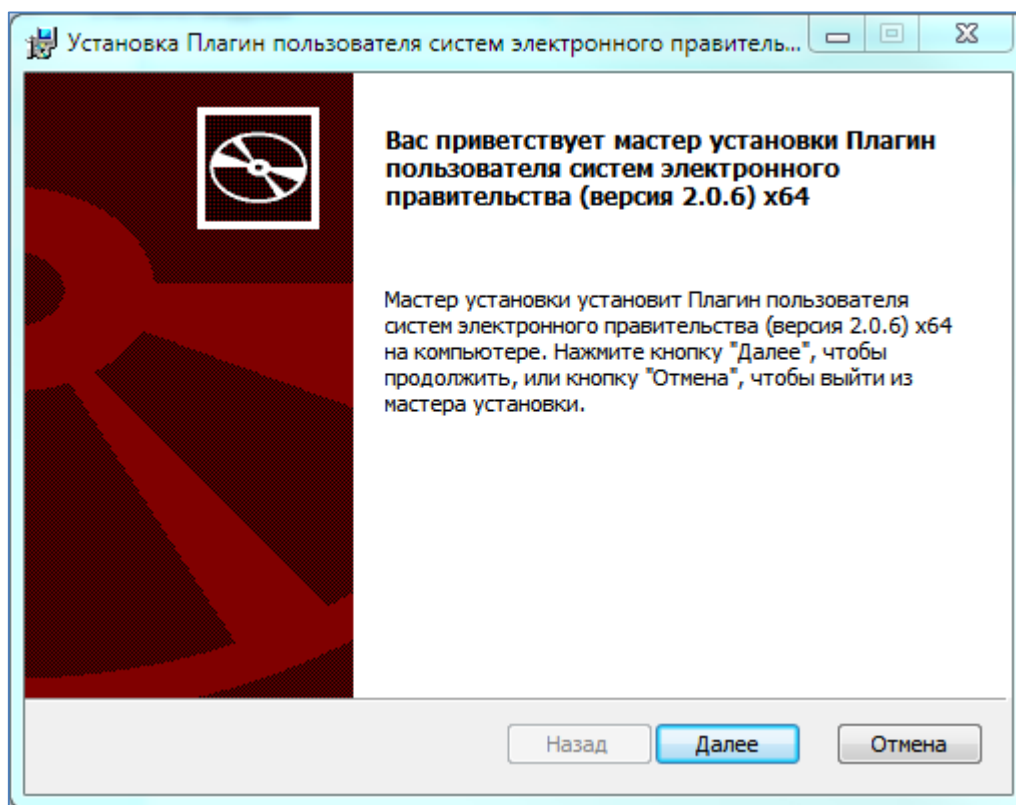 Установка Плагин пользователя систем электронного правитель...
Вас приветствует мастер установки Плагин
пользователя систем электронного
правительства (версия 2.0.6) x64
Мастер установки установит Плагин пользователя
систем электронного правительства (версия 2.0.6) x64
на компьютере. Нажмите кнопку "Далее", чтобы
продолжить, или кнопку "Отмена", чтобы выйти из
мастера установки.
Назад
Далее
Отмена